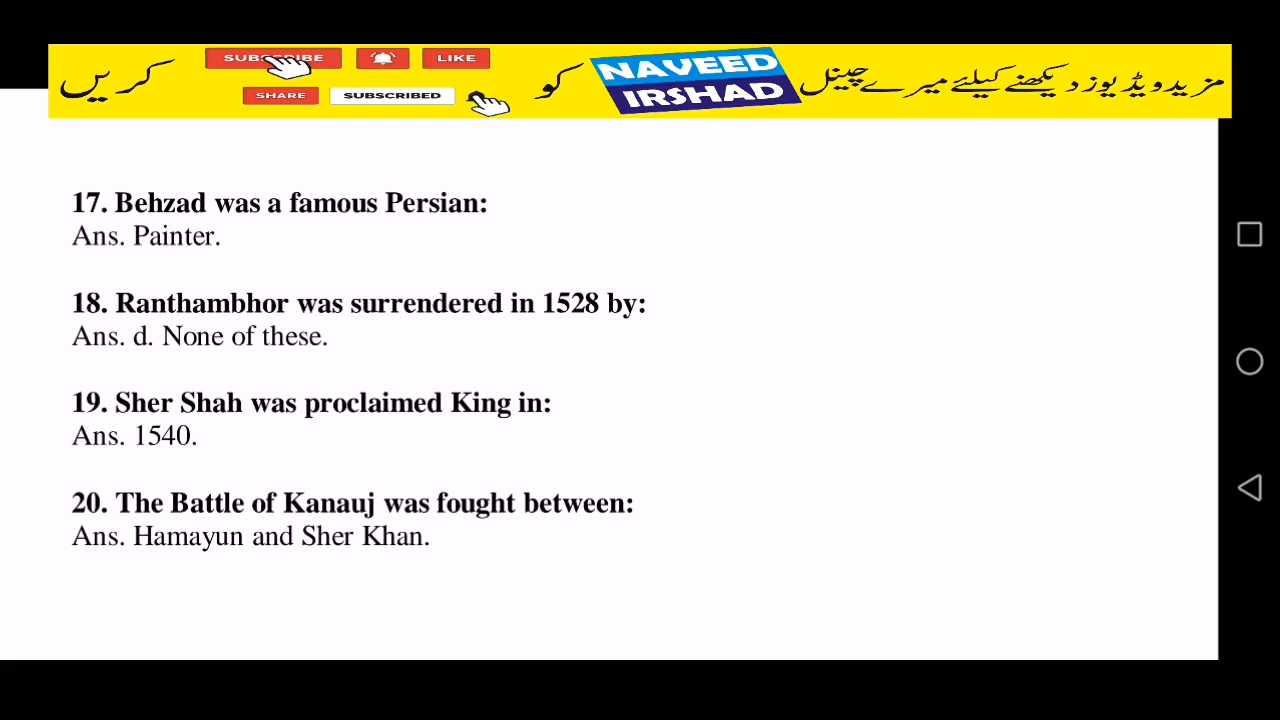 مزید ویڈیوز دیکھنے کیلئے میرے چینل NAVEED IRSHAD کو SUBSCRIBE LIKE SHARE SUBSCRIBED کریں
17. Behzad was a famous Persian:
Ans. Painter.
18. Ranthambhor was surrendered in 1528 by:
Ans. d. None of these.
19. Sher Shah was proclaimed King in:
Ans. 1540.
20. The Battle of Kanauj was fought between:
Ans. Hamayun and Sher Khan.